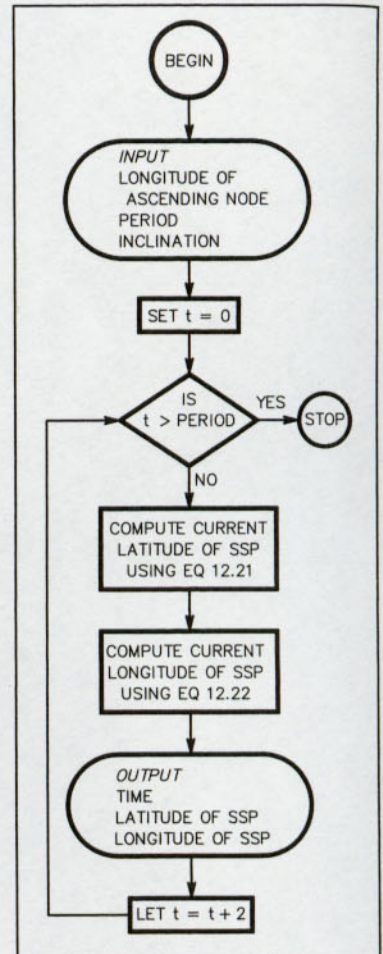 BEGIN
INPUT
LONGITUDE OF
ASCENDING NODE
PERIOD
INCLINATION
SET t = 0
IS
t > PERIOD
YES
STOP
NO
COMPUTE CURRENT
LATITUDE OF SSP
USING EQ 12.21
COMPUTE CURRENT
LONGITUDE OF SSP
USING EQ 12.22
OUTPUT
TIME
LATITUDE OF SSP
LONGITUDE OF SSP
LET t = t + 2